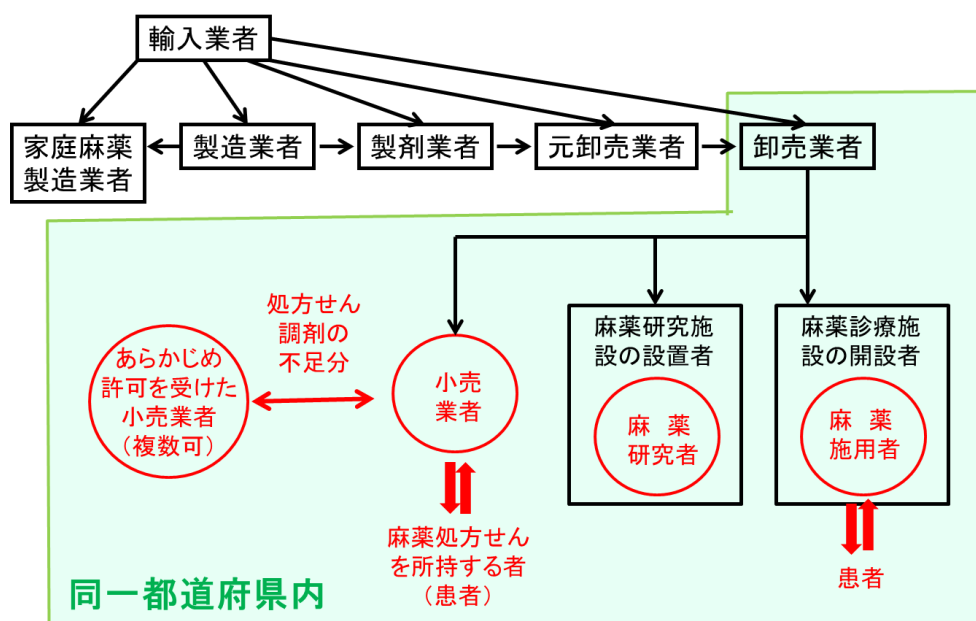 輸入業者
家庭麻薬
製造業者
製造業者
製剤業者
元卸売業者
卸売業者
処方せん
調剤の
不足分
あらかじめ
許可を受けた
小売業者
（複数可）
小売
業者
麻薬研究施
設の設置者
麻　薬
研究者
麻薬診療施
設の開設者
麻　薬
施用者
麻薬処方せん
を所持する者
（患者）
患者
同一都道府県内